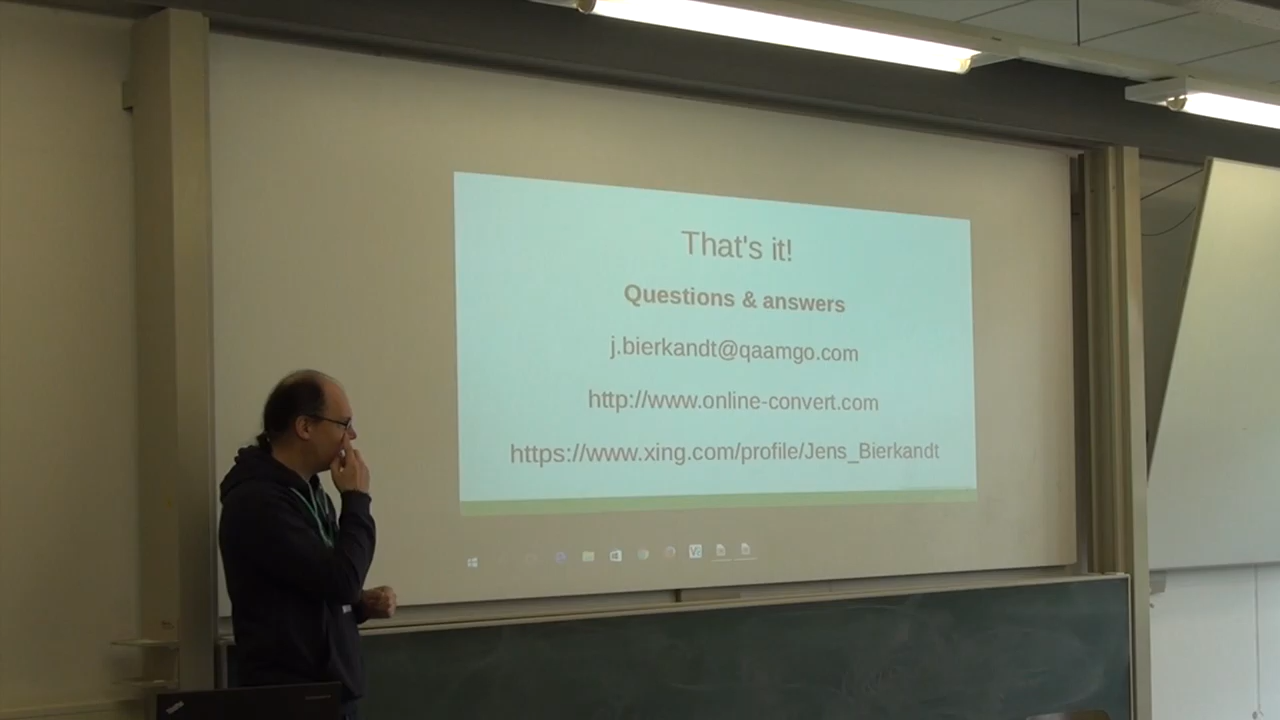 That's it!
Questions & answers
j.bierkandt@qaamgo.com
http://www.online-convert.com
https://www.xing.com/profile/Jens_Bierkandt